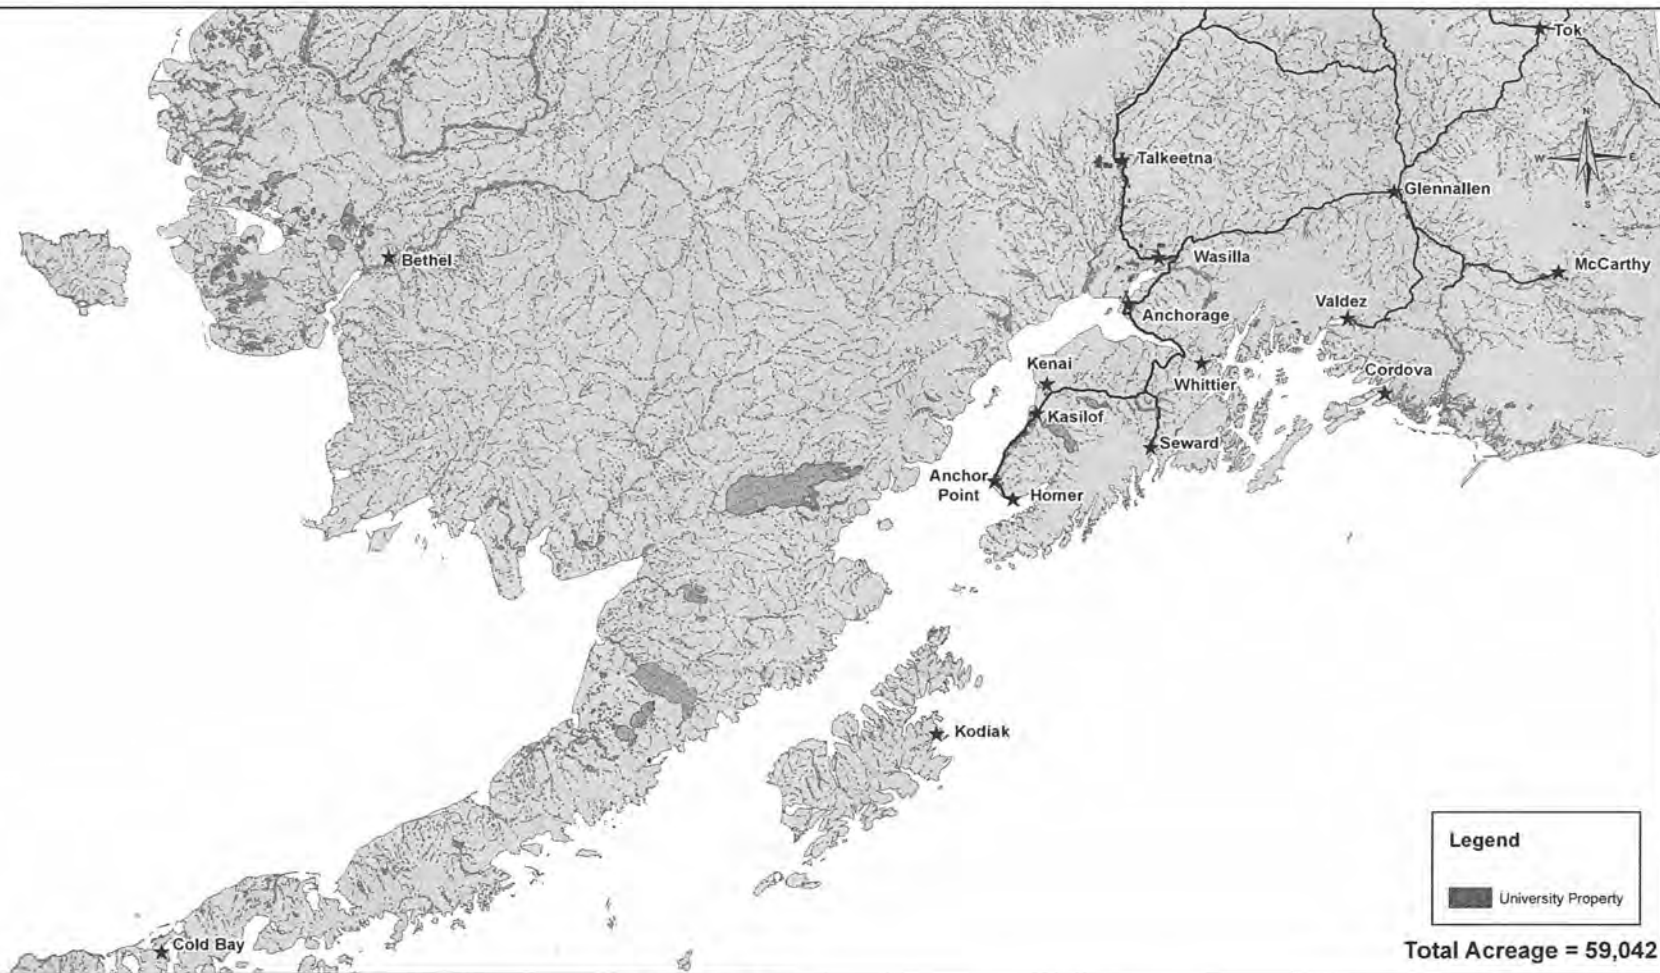 Tok
N
W
E
S
Talkeetna
Glennallen
Bethel
Wasilla
McCarthy
Valdez
Anchorage
Kenai
Whittier
Cordova
Kasilof
Seward
Anchor
Point
Homer
Kodiak
Legend
University Property
Cold Bay
Total Acreage = 59,042